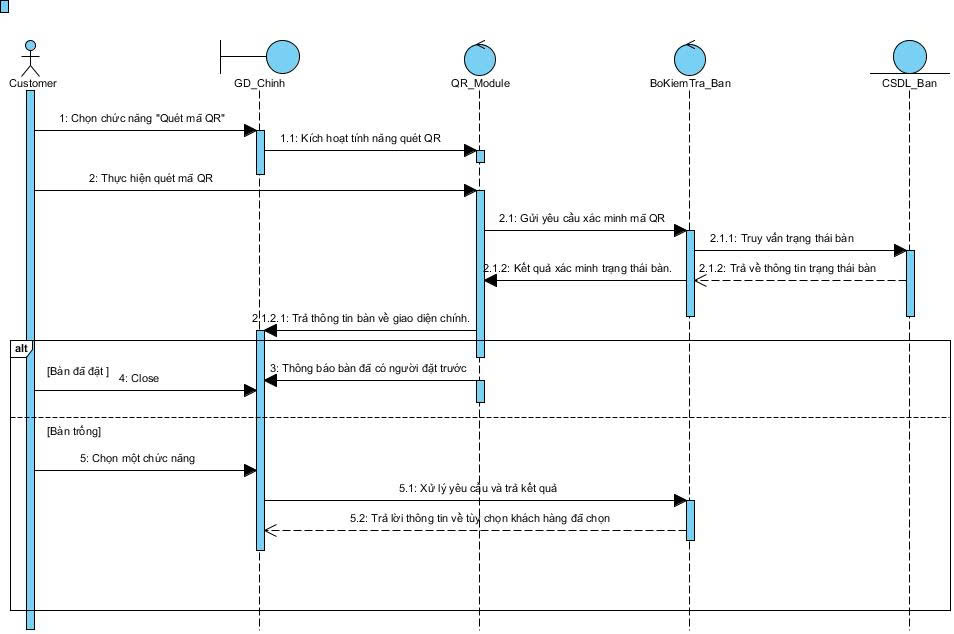 Customer
GD_Chinh
QR_Module
BoKiemTra_Ban
CSDL_Ban
1: Chọn chức năng "Quét mã QR"
1.1: Kích hoạt tính năng quét QR
2: Thực hiện quét mã QR
2.1: Gửi yêu cầu xác minh mã QR
2.1.1: Truy vấn trạng thái bàn
2.1.2: Kết quả xác minh trạng thái bàn.
2.1.2: Trả về thông tin trạng thái bàn
2.1.2.1: Trả thông tin bàn về giao diện chính.
alt
[Bàn đã đặt ]
3: Thông báo bàn đã có người đặt trước
4: Close
[Bàn trống]
5: Chọn một chức năng
5.1: Xử lý yêu cầu và trả kết quả
5.2: Trả lời thông tin về tùy chọn khách hàng đã chọn